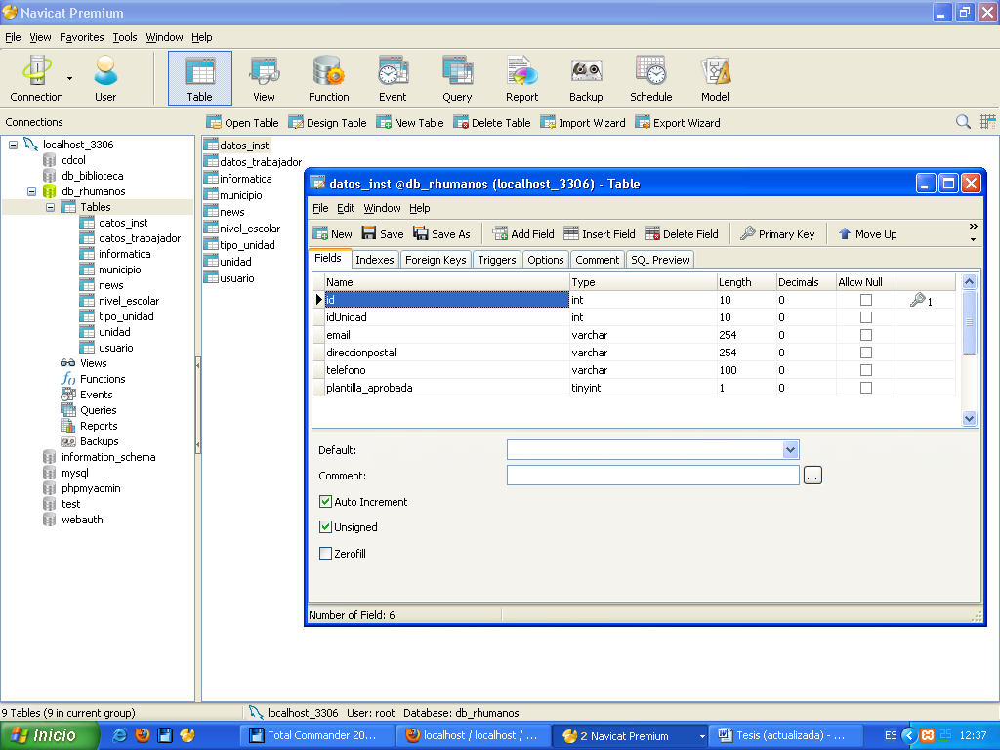 Navicat Premium
File View Favorites Tools Window Help
Connection User Table View Function Event Query Report Backup Schedule Model
Connections
Open Table Design Table New Table Delete Table Import Wizard Export Wizard
localhost_3306
cdcol
db_biblioteca
db_rhumanos
Tables
datos_inst
datos_trabajador
informatica
municipio
news
nivel_escolar
tipo_unidad
unidad
usuario
Views
Functions
Events
Queries
Reports
Backups
information_schema
mysql
phpmyadmin
test
webauth
datos_inst
datos_trabajador
informatica
municipio
news
nivel_escolar
tipo_unidad
unidad
usuario
datos_inst @db_rhumanos (localhost_3306) - Table
File Edit Window Help
New Save Save As Add Field Insert Field Delete Field Primary Key Move Up
Fields Indexes Foreign Keys Triggers Options Comment SQL Preview
Name Type Length Decimals Allow Null
id int 10 0 1
idUnidad int 10 0
email varchar 254 0
direccionpostal varchar 254 0
telefono varchar 100 0
plantilla_aprobada tinyint 1 0
Default:
Comment: ...
Auto Increment
Unsigned
Zerofill
Number of Field: 6
9 Tables (9 in current group) localhost_3306 User: root Database: db_rhumanos
Inicio Total Commander 20... localhost / localhost / ... 2 Navicat Premium Tesis (actualizada) - ... ES 25 12:37